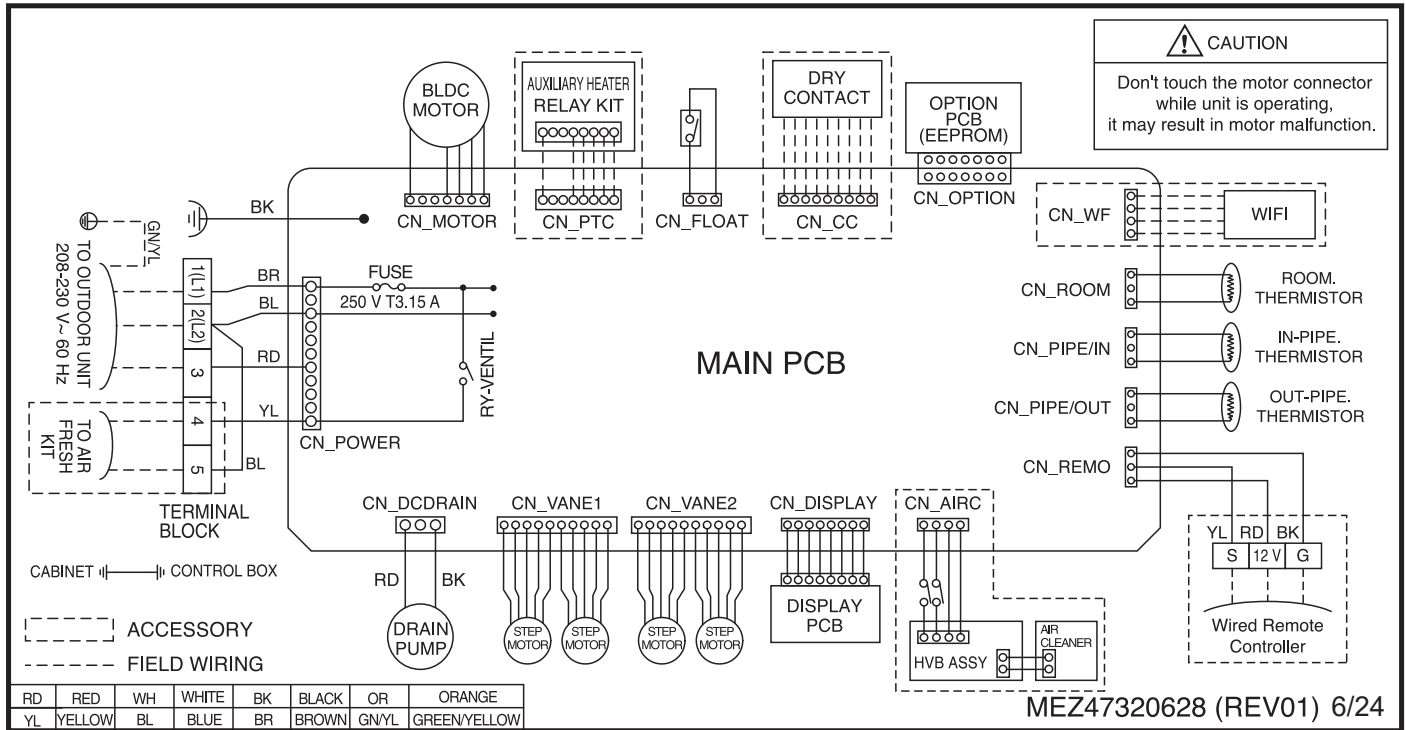 CAUTION
Don't touch the motor connector
while unit is operating,
it may result in motor malfunction.
BLDC
MOTOR
AUXILIARY HEATER
RELAY KIT
DRY
CONTACT
OPTION
PCB
(EEPROM)
CN_MOTOR
CN_PTC
CN_FLOAT
CN_CC
CN_OPTION
CN_WF
WIFI
BK
GN/YL
TO OUTDOOR UNIT
208-230 V~ 60 Hz
1(L1)
2(L2)
3
4
5
BR
BL
RD
YL
BL
FUSE
250 V T3.15 A
RY-VENTIL
CN_POWER
TO AIR
FRESH
KIT
TERMINAL
BLOCK
MAIN PCB
CN_ROOM
ROOM.
THERMISTOR
CN_PIPE/IN
IN-PIPE.
THERMISTOR
CN_PIPE/OUT
OUT-PIPE.
THERMISTOR
CN_REMO
YL RD BK
S 12 V G
Wired Remote
Controller
CN_DCDRAIN
CN_VANE1
CN_VANE2
CN_DISPLAY
CN_AIRC
RD
BK
DRAIN
PUMP
STEP
MOTOR
STEP
MOTOR
STEP
MOTOR
STEP
MOTOR
DISPLAY
PCB
HVB ASSY
AIR
CLEANER
CABINET
CONTROL BOX
ACCESSORY
FIELD WIRING
RD RED WH WHITE BK BLACK OR ORANGE
YL YELLOW BL BLUE BR BROWN GN/YL GREEN/YELLOW
MEZ47320628 (REV01) 6/24